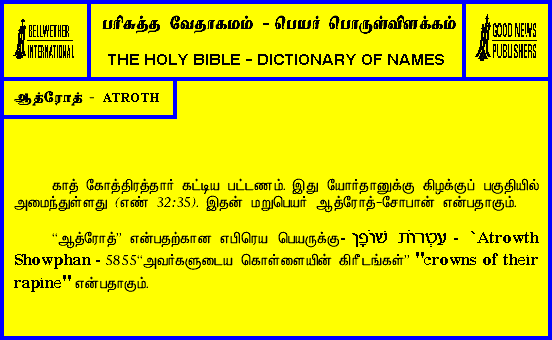 BELLWETHER
INTERNATIONAL
பரிசுத்த வேதாகமம் - பெயர் பொருள்விளக்கம்
THE HOLY BIBLE - DICTIONARY OF NAMES
GOOD NEWS
PUBLISHERS
ஆத்ரோத் - ATROTH
காத் கோத்திரத்தார் கட்டிய பட்டணம். இது யோர்தானுக்கு கிழக்குப் பகுதியில்
அமைந்துள்ளது (எண் 32:35). இதன் மறுபெயர் ஆத்ரோத்-சோபான் என்பதாகும்.
“ஆத்ரோத்” என்பதற்கான எபிரெய பெயருக்கு- עַטְרוֹת שׁוֹפָן - `Atrowth
Showphan - 5855“அவர்களுடைய கொள்ளையின் கிரீடங்கள்” "crowns of their
rapine" என்பதாகும்.